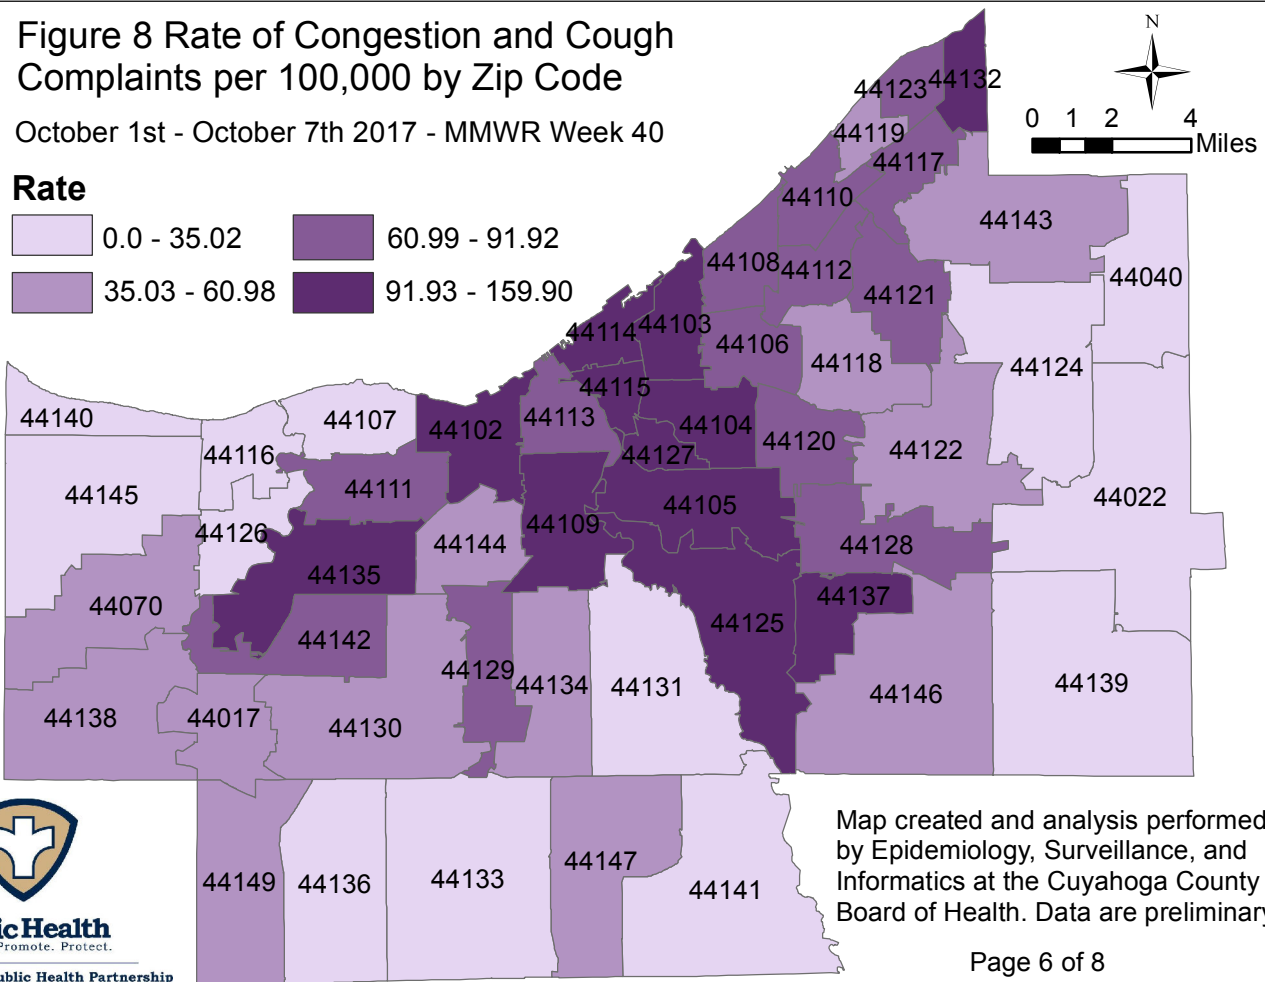 Figure 8 Rate of Congestion and Cough
Complaints per 100,000 by Zip Code
October 1st - October 7th 2017 - MMWR Week 40
Rate
0.0 - 35.02
60.99 - 91.92
35.03 - 60.98
91.93 - 159.90
N
0 1 2 4
Miles
44123
44132
44119
44117
44110
44143
44108
44112
44040
44121
44114
44103
44106
44118
44124
44115
44140
44107
44102
44113
44104
44120
44116
44127
44122
44111
44145
44105
44022
44126
44109
44144
44128
44135
44137
44070
44125
44142
44129
44134
44131
44139
44146
44138
44017
44130
44147
44149
44136
44133
44141
Map created and analysis performed
by Epidemiology, Surveillance, and
Informatics at the Cuyahoga County
Board of Health. Data are preliminary
Page 6 of 8
ic Health
Promote. Protect.
ublic Health Partnership